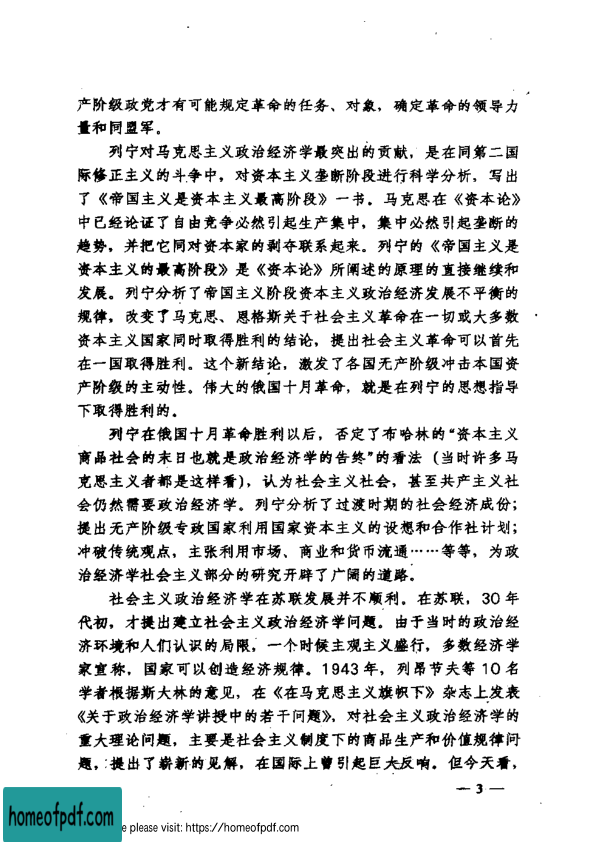 产阶级政党才有可能规定革命的任务、对象，确定革命的领导力
量和同盟军。
列宁对马克思主义政治经济学最突出的贡献，是在同第二国
际修正主义的斗争中，对资本主义垄断阶段进行科学分析，写出
了《帝国主义是资本主义最高阶段》一书。马克思在《资本论》
中已经论证了自由竞争必然引起生产集中，集中必然引起垄断的
趋势，并把它同对资本家的剥夺联系起来。列宁的《帝国主义是
资本主义的最高阶段》是《资本论》所阐述的原理的直接继续和
发展。列宁分析了帝国主义阶段资本主义政治经济发展不平衡的
规律，改变了马克思、恩格斯关于社会主义革命在一切或大多数
资本主义国家同时取得胜利的结论，提出社会主义革命可以首先
在一国取得胜利。这个新结论，激发了各国无产阶级冲击本国资
产阶级的主动性。伟大的俄国十月革命，就是在列宁的思想指导
下取得胜利的。
列宁在俄国十月革命胜利以后，否定了布哈林的“资本主义
商品社会的末日也就是政治经济学的告终”的看法（当时许多马
克思主义者都是这样看），认为社会主义社会，甚至共产主义社
会仍然需要政治经济学。列宁分析了过渡时期的社会经济成份；
提出无产阶级专政国家利用国家资本主义的设想和合作社计划；
冲破传统观点，主张利用市场、商业和货币流通……等等，为政
治经济学社会主义部分的研究开辟了广阔的道路。
社会主义政治经济学在苏联发展并不顺利。在苏联，30年
代初，才提出建立社会主义政治经济学问题。由于当时的政治经
济环境和人们认识的局限，一个时候主观主义盛行，多数经济学
家宣称，国家可以创造经济规律。1943年，列昂节夫等10名
学者根据斯大林的意见，在《在马克思主义旗帜下》杂志上发表
《关于政治经济学讲授中的若干问题》，对社会主义政治经济学的
重大理论问题，主要是社会主义制度下的商品生产和价值规律问
题，提出了崭新的见解，在国际上曾引起巨大反响。但今天看，
— 3 —
homeofpdf.com
e please visit: https://homeofpdf.com